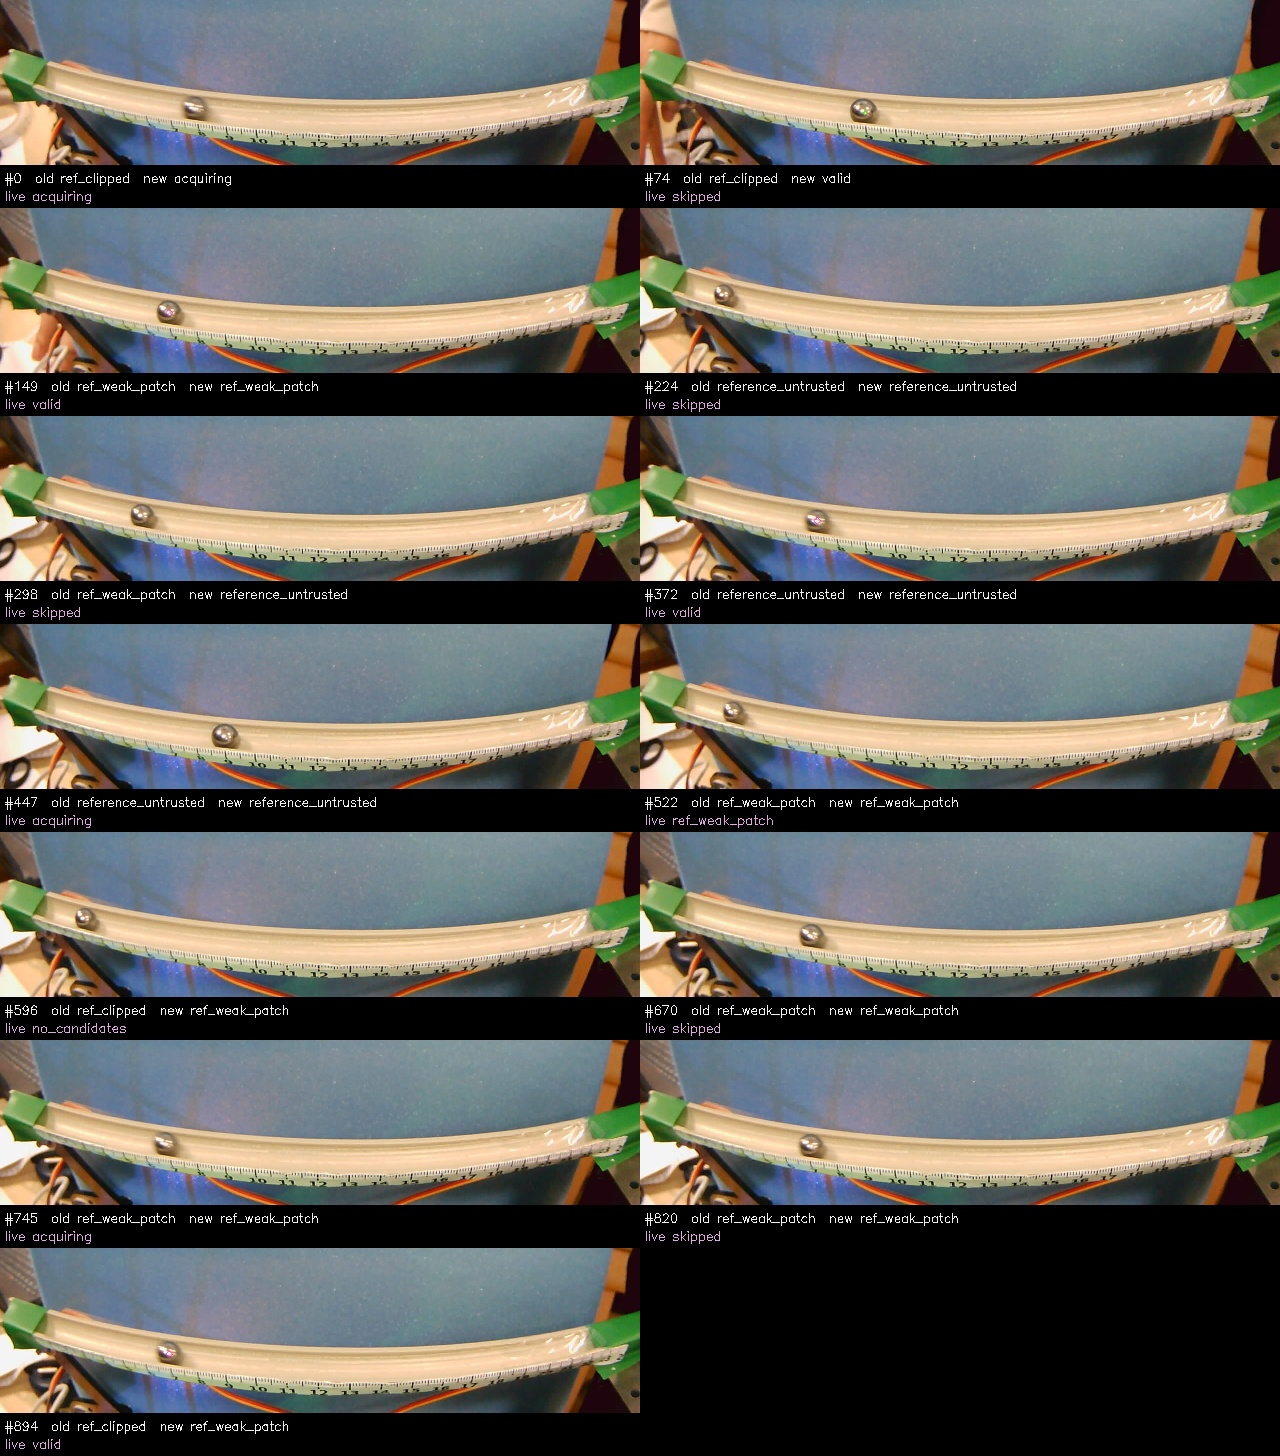 #0 old ref_clipped new acquiring
live acquiring
#74 old ref_clipped new valid
live skipped
#149 old ref_weak_patch new ref_weak_patch
live valid
#224 old reference_untrusted new reference_untrusted
live skipped
#298 old ref_weak_patch new reference_untrusted
live skipped
#372 old reference_untrusted new reference_untrusted
live valid
#447 old reference_untrusted new reference_untrusted
live acquiring
#522 old ref_weak_patch new ref_weak_patch
live ref_weak_patch
#596 old ref_clipped new ref_weak_patch
live no_candidates
#670 old ref_weak_patch new ref_weak_patch
live skipped
#745 old ref_weak_patch new ref_weak_patch
live acquiring
#820 old ref_weak_patch new ref_weak_patch
live skipped
#894 old ref_clipped new ref_weak_patch
live valid